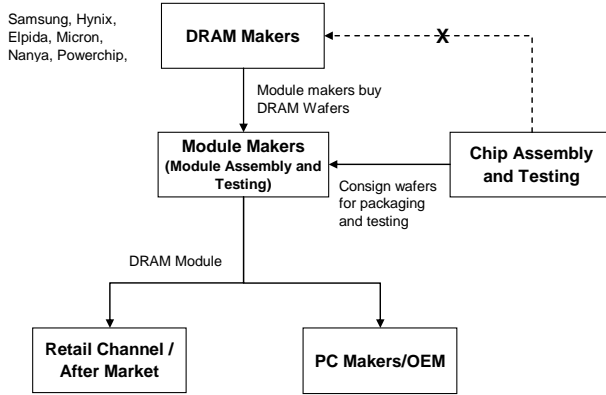 Samsung, Hynix,
Elpida, Micron,
Nanya, Powerchip,
DRAM Makers
X
Module makers buy
DRAM Wafers
Module Makers
(Module Assembly and
Testing)
Chip Assembly
and Testing
Consign wafers
for packaging
and testing
DRAM Module
Retail Channel /
After Market
PC Makers/OEM